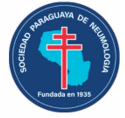 SOCIEDAD PARAGUAYA DE NEUMOLOGÍA
Fundada en 1935